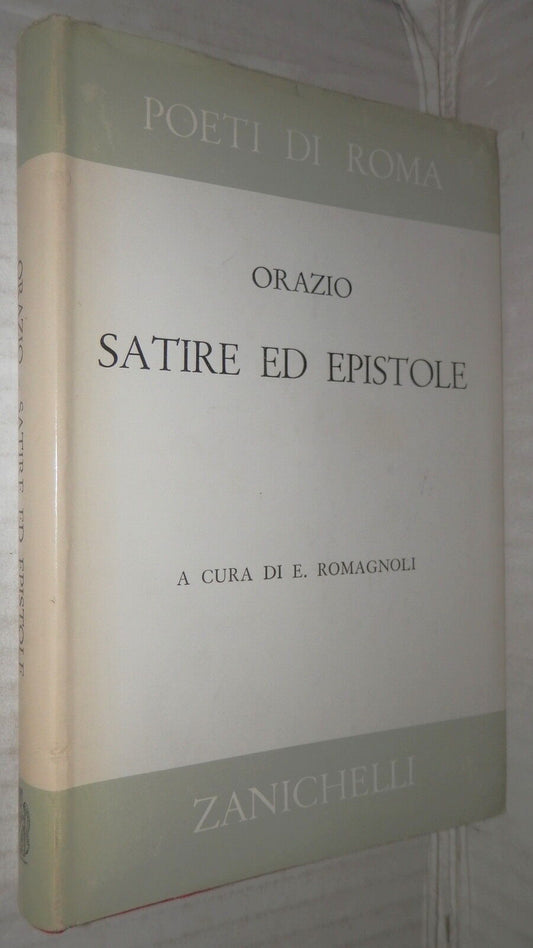 POETI DI ROMA
ORAZIO
SATIRE ED EPISTOLE
A CURA DI E. ROMAGNOLI
ZANICHELLI
ORAZIO SATIRE ED EPISTOLE